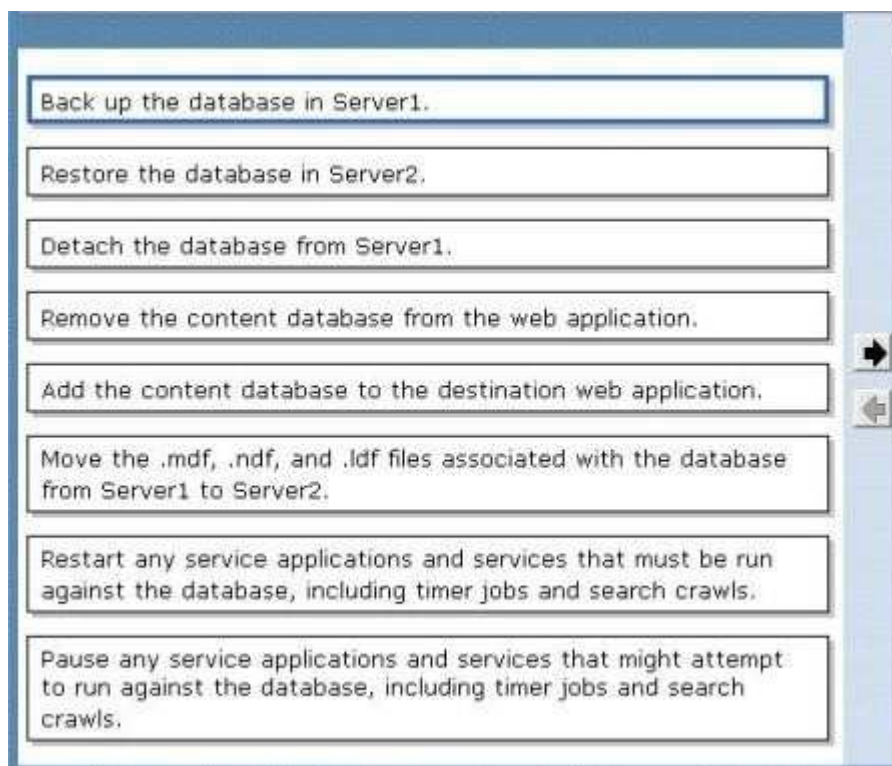 Back up the database in Server1.
Restore the database in Server2.
Detach the database from Server1.
Remove the content database from the web application.
Add the content database to the destination web application.
Move the .mdf, .ndf, and .ldf files associated with the database
from Server1 to Server2.
Restart any service applications and services that must be run
against the database, including timer jobs and search crawls.
Pause any service applications and services that might attempt
to run against the database, including timer jobs and search
crawls.